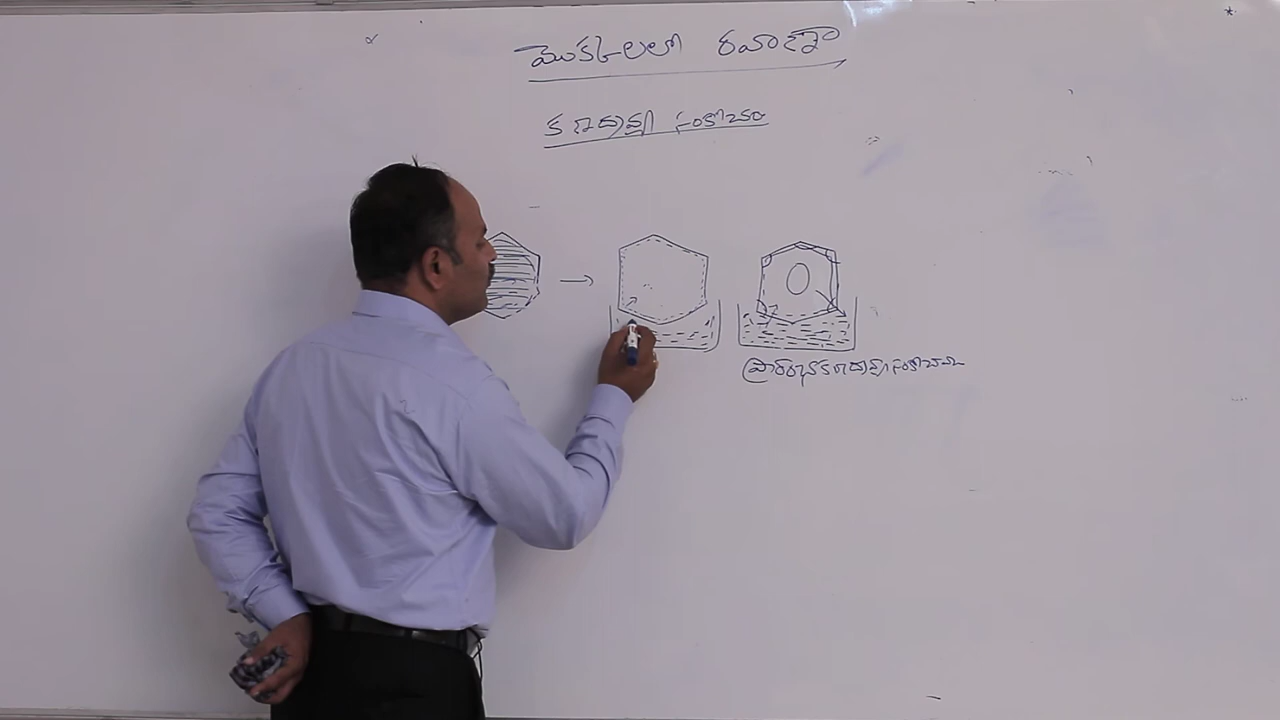 మొక్కలలో రవాణా
కణద్రవ్య సంకోచం
ప్రారంభ కణద్రవ్య సంకోచం